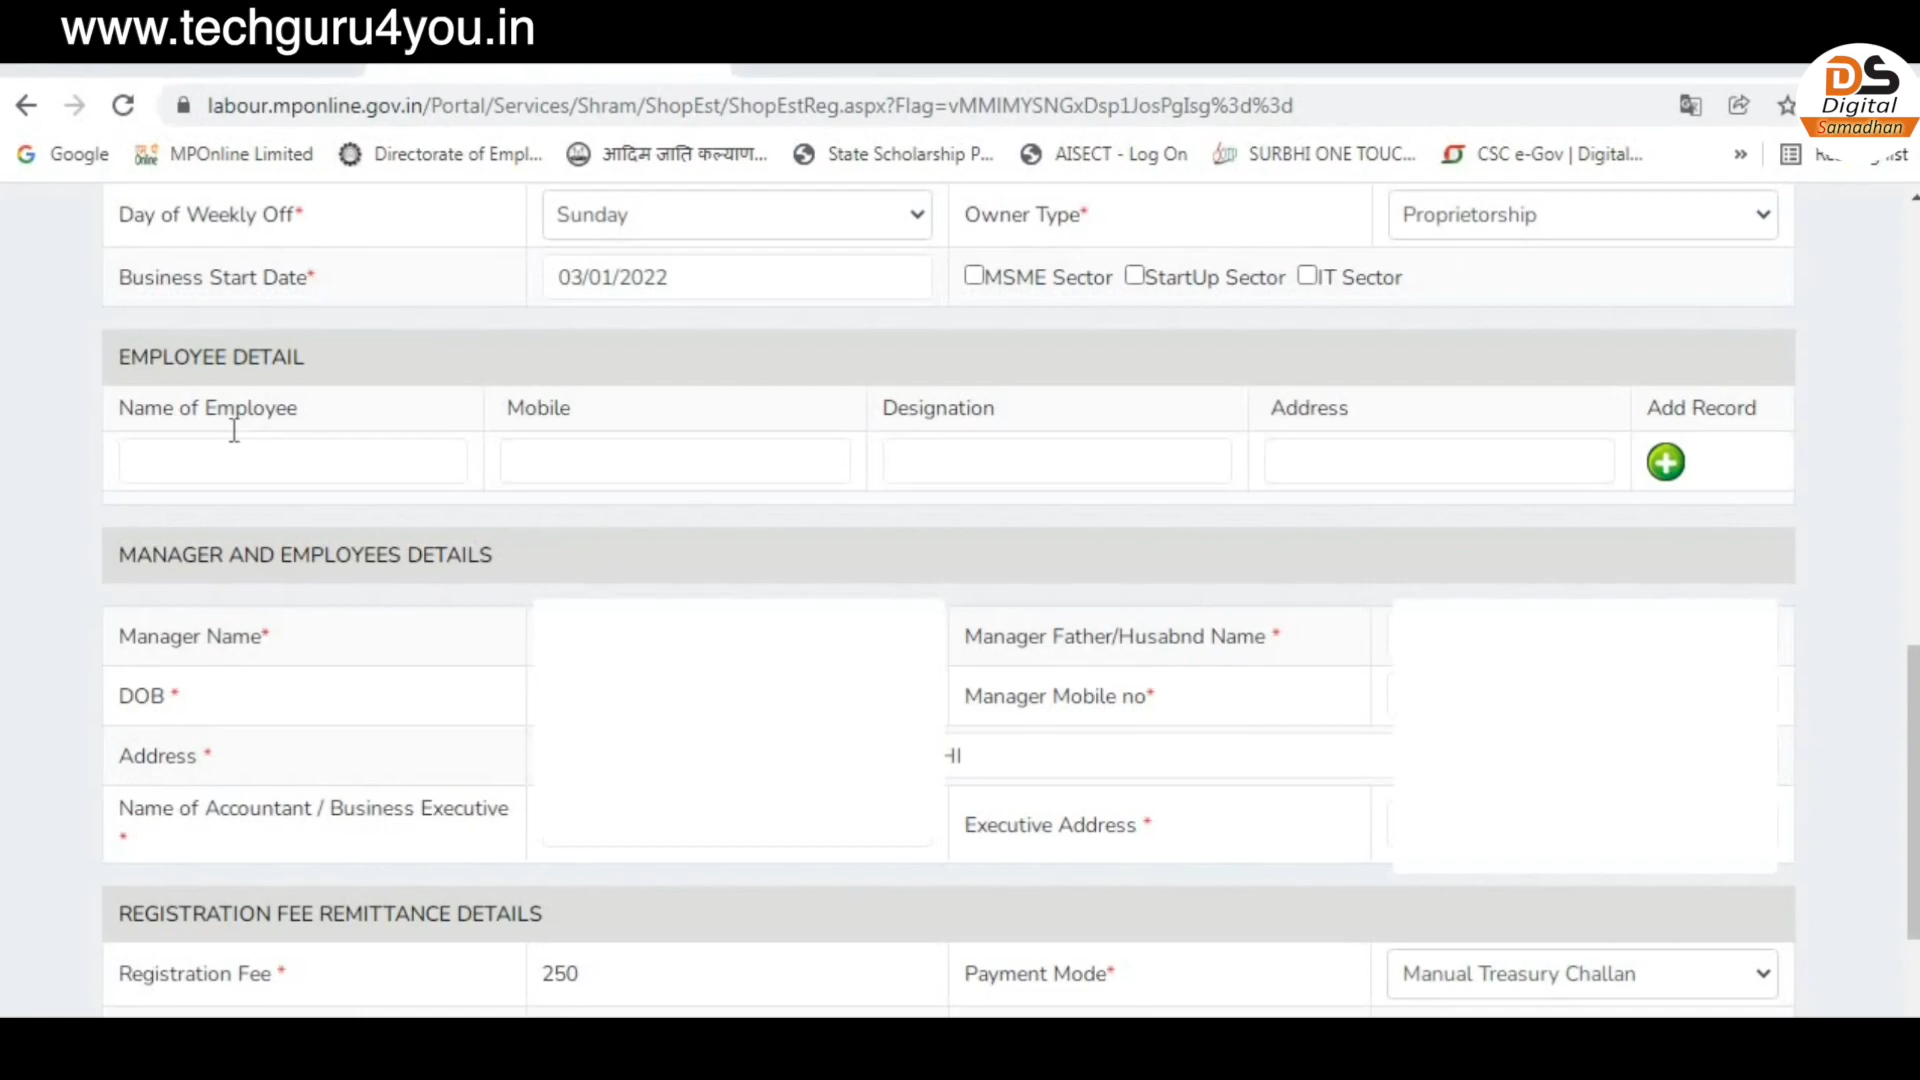 www.techguru4you.in
DS
Digital
Samadhan
labour.mponline.gov.in/Portal/Services/Shram/ShopEst/ShopEstReg.aspx?Flag=vMMIMYSNGxDsp1JosPgIsg%3d%3d
Google MPOnline Limited Directorate of Empl... आदिम जाति कल्याण... State Scholarship P... AISECT - Log On SURBHI ONE TOUC... CSC e-Gov | Digital... »
Day of Weekly Off* Sunday Owner Type* Proprietorship
Business Start Date* 03/01/2022 MSME Sector StartUp Sector IT Sector
EMPLOYEE DETAIL
Name of Employee Mobile Designation Address Add Record
MANAGER AND EMPLOYEES DETAILS
Manager Name* Manager Father/Husabnd Name *
DOB * Manager Mobile no*
Address * HI
Name of Accountant / Business Executive
* Executive Address *
REGISTRATION FEE REMITTANCE DETAILS
Registration Fee * 250 Payment Mode* Manual Treasury Challan